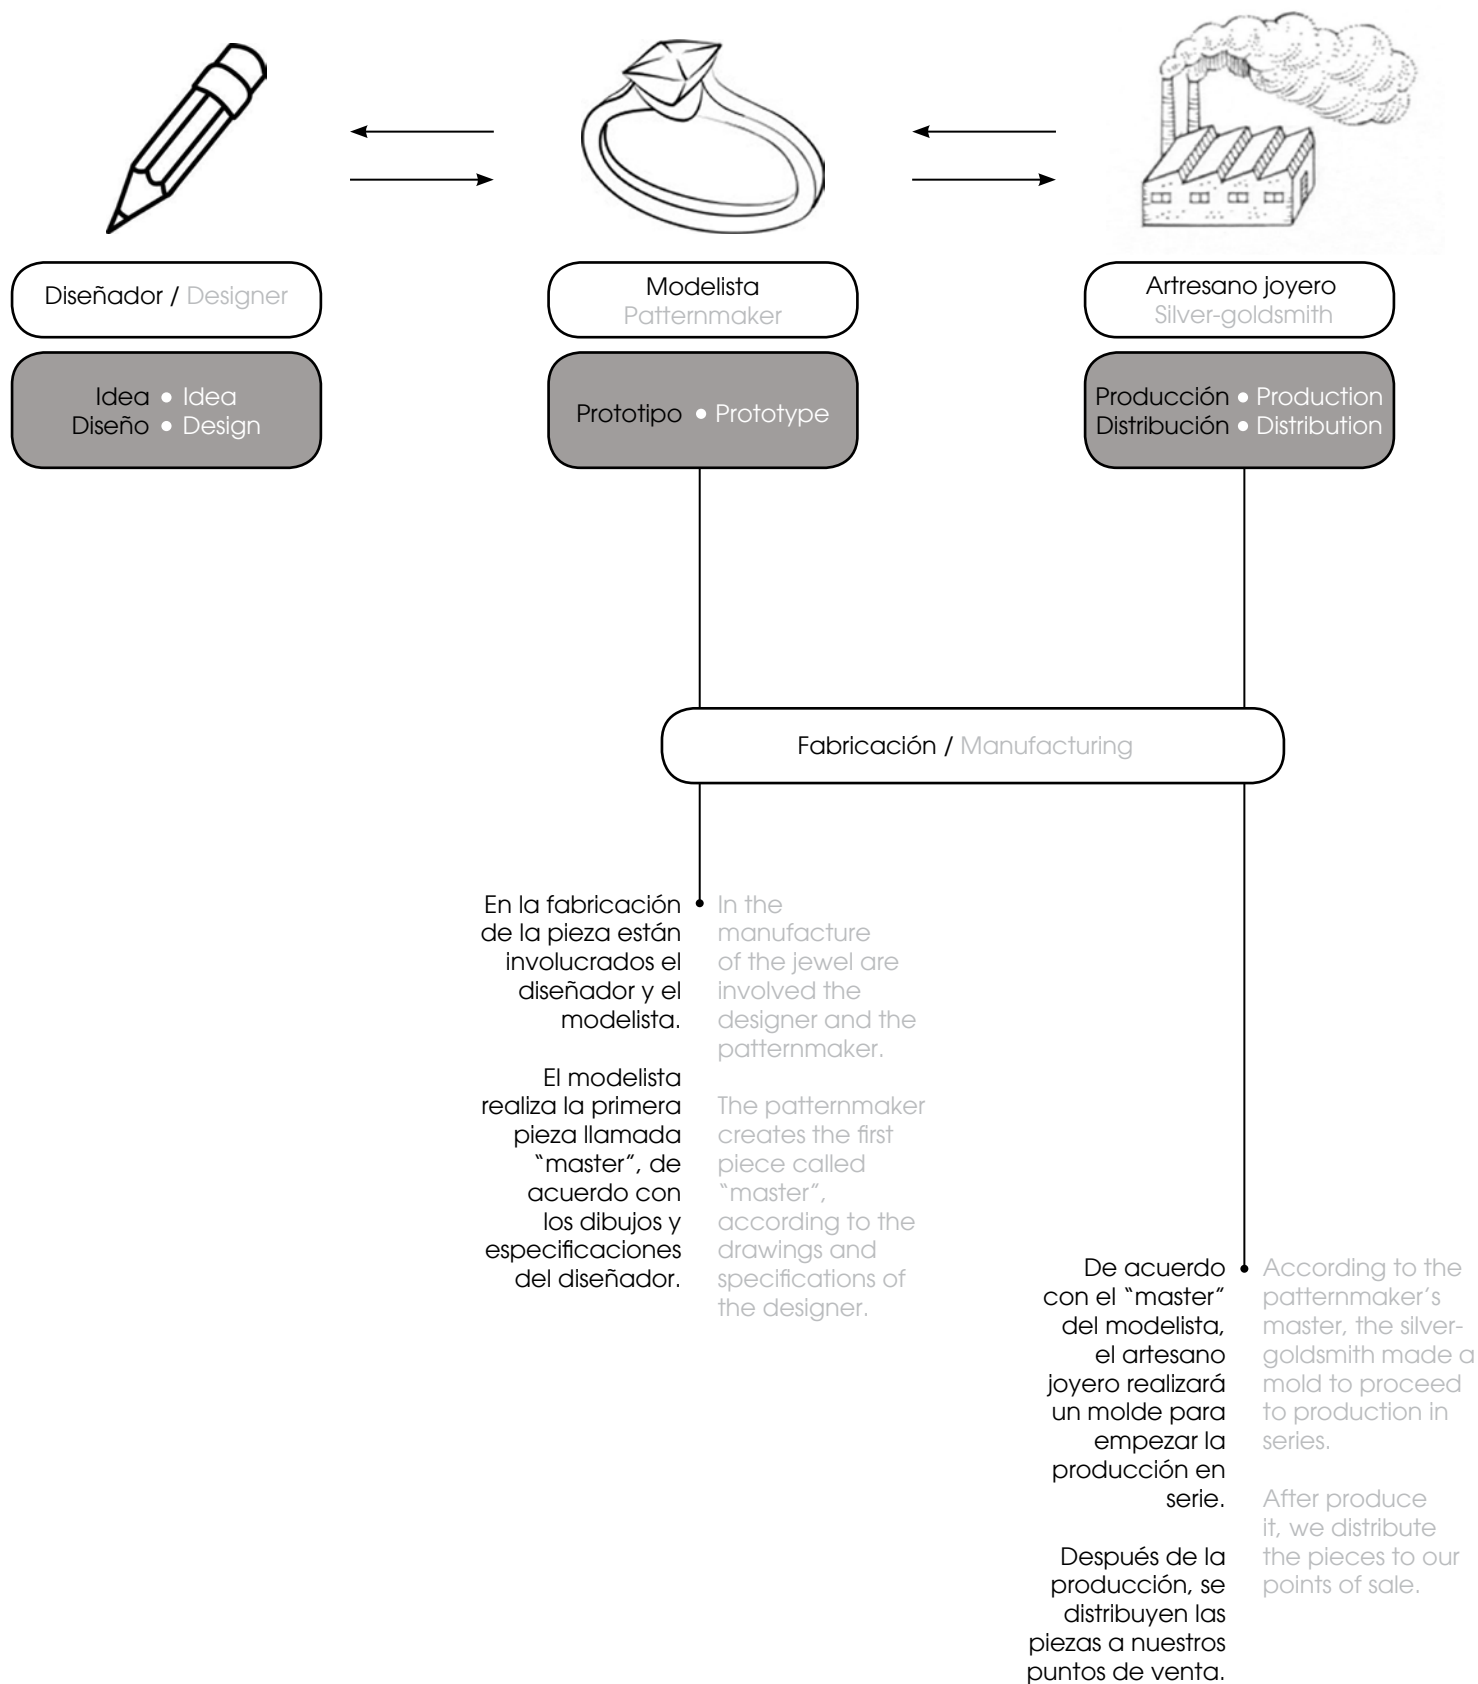 Diseñador / Designer
Modelista
Patternmaker
Artresano joyero
Silver-goldsmith
Idea • Idea
Diseño • Design
Prototipo • Prototype
Producción • Production
Distribución • Distribution
Fabricación / Manufacturing
En la fabricación
de la pieza están
involucrados el
diseñador y el
modelista.
El modelista
realiza la primera
pieza llamada
“master”, de
acuerdo con
los dibujos y
especificaciones
del diseñador.
In the
manufacture
of the jewel are
involved the
designer and the
patternmaker.
The patternmaker
creates the first
piece called
“master”,
according to the
drawings and
specifications of
the designer.
De acuerdo
con el “master”
del modelista,
el artesano
joyero realizará
un molde para
empezar la
producción en
serie.
Después de la
producción, se
distribuyen las
piezas a nuestros
puntos de venta.
According to the
patternmaker’s
master, the silver-
goldsmith made a
mold to proceed
to production in
series.
After produce
it, we distribute
the pieces to our
points of sale.